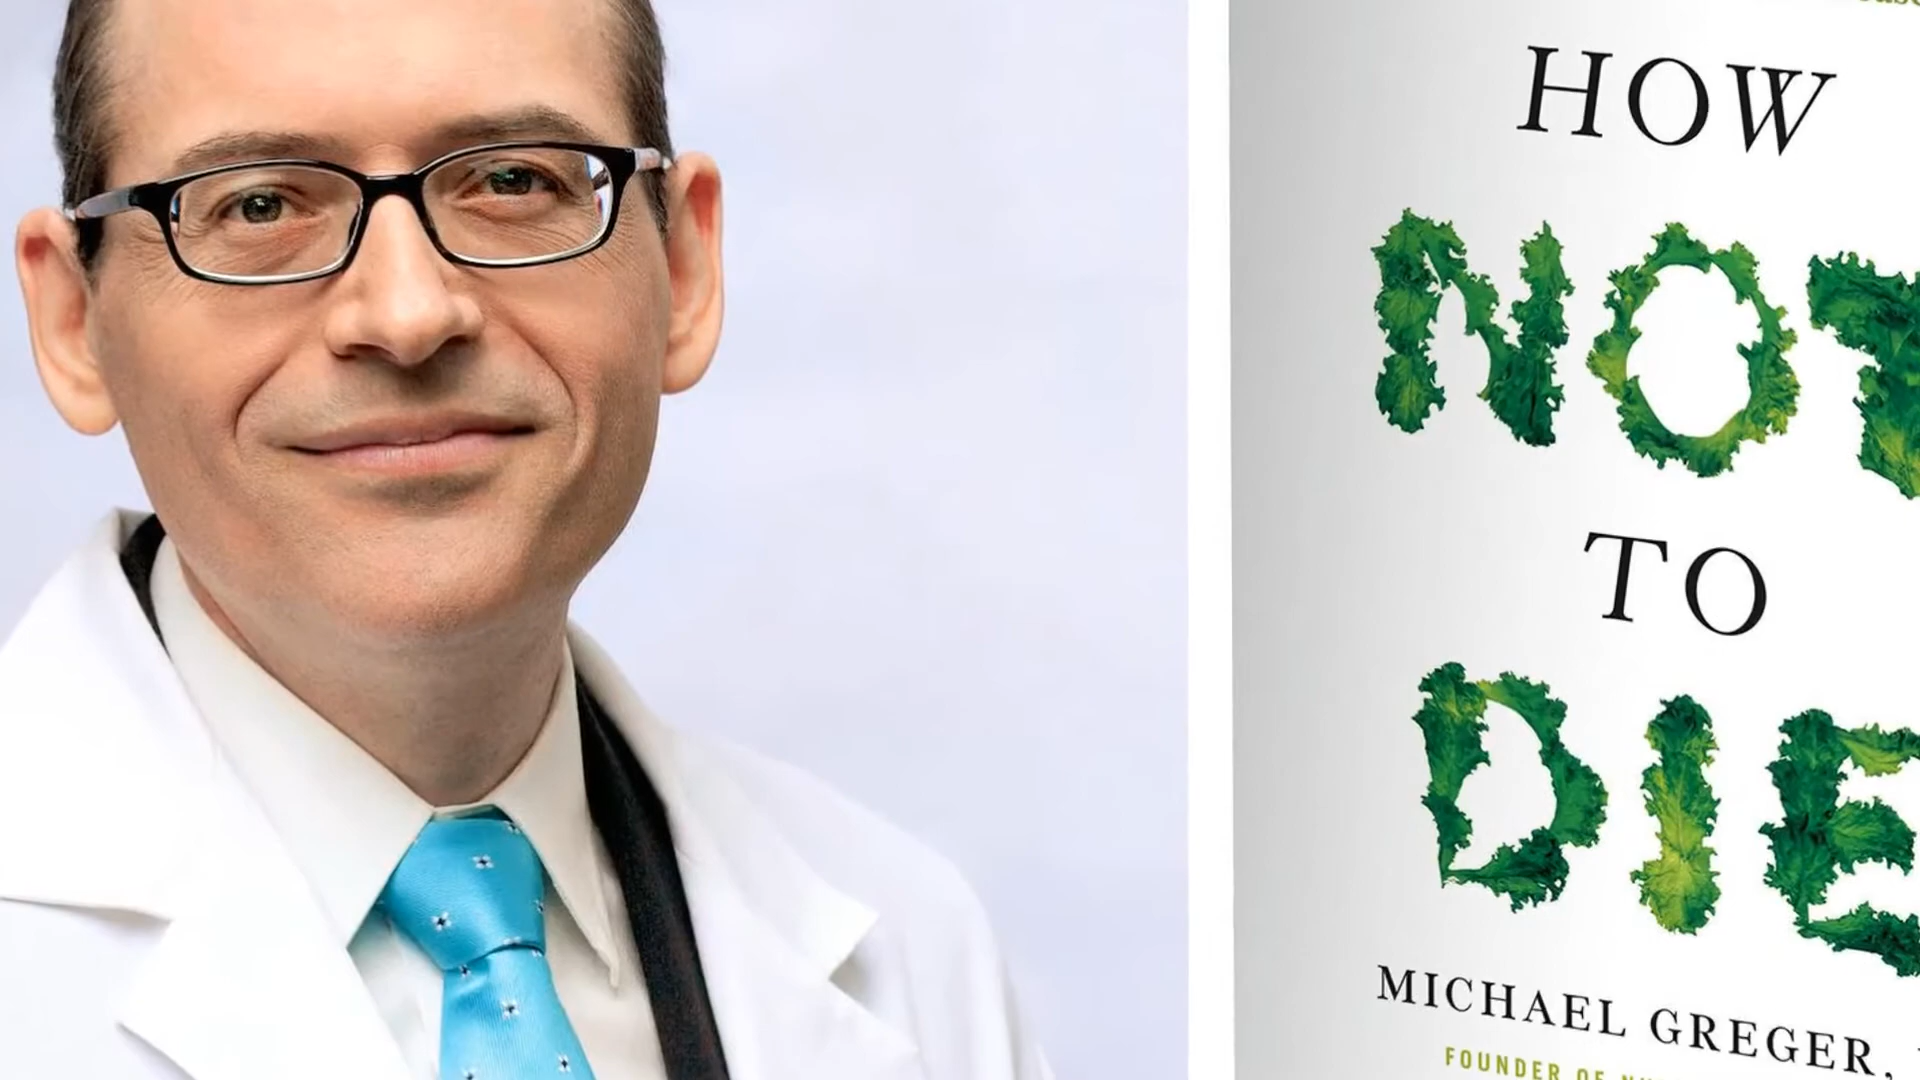 HOW
NOT
TO
DIE
MICHAEL GREGER,
FOUNDER OF